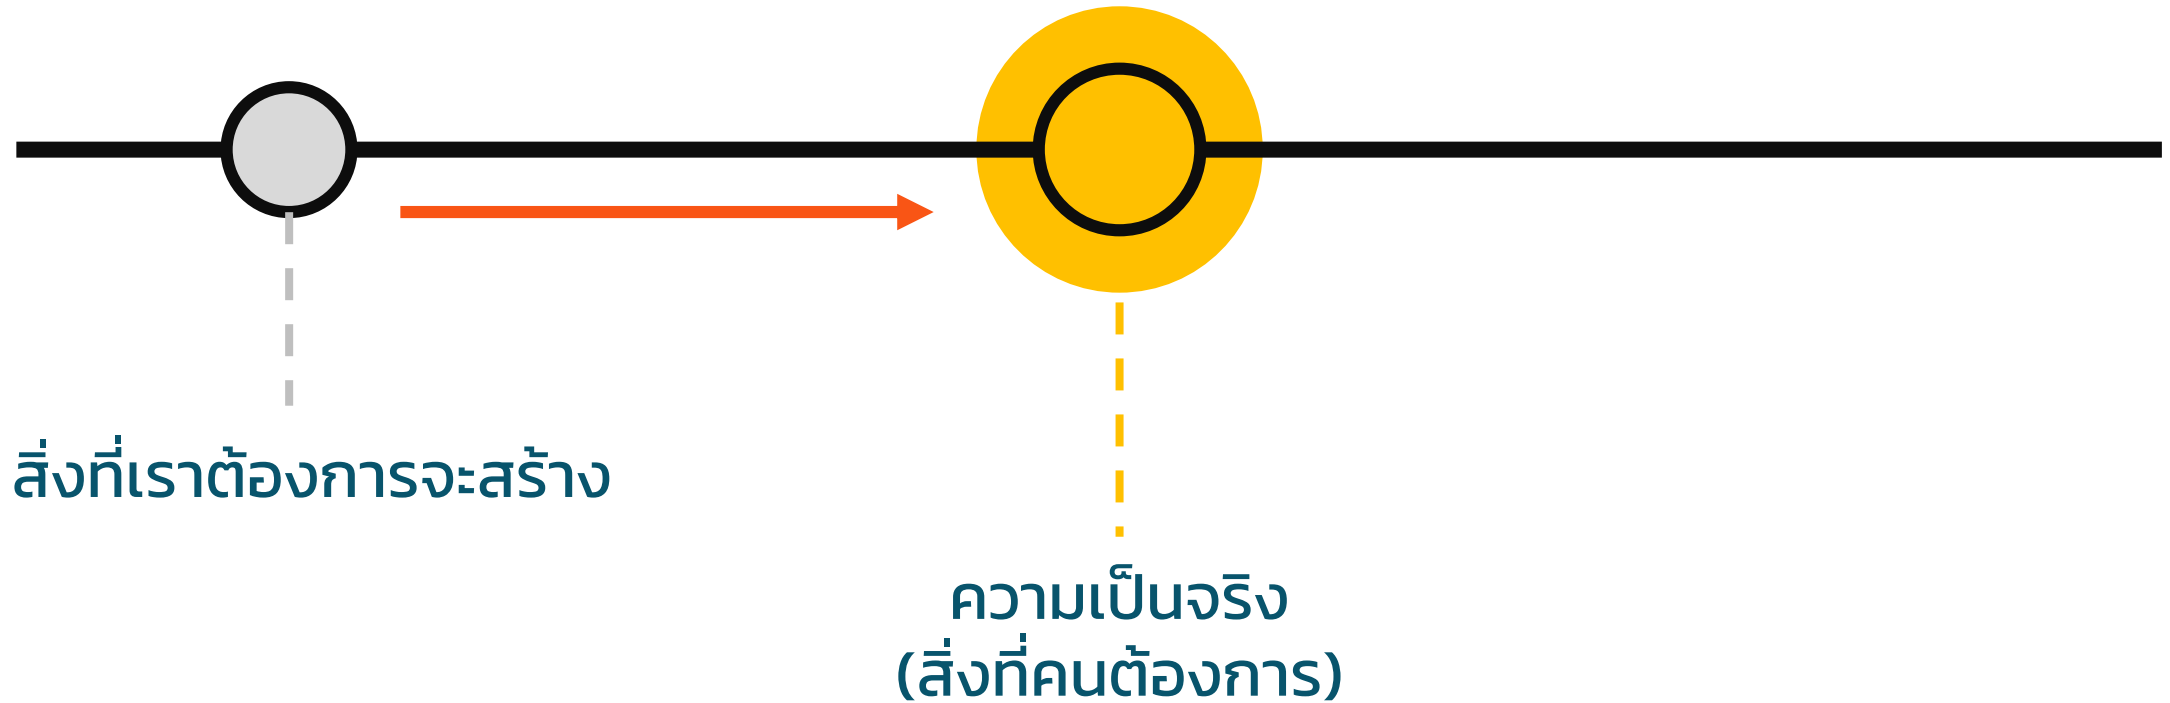 สิ่งที่เราต้องการจะสร้าง
ความเป็นจริง
(สิ่งที่คนต้องการ)